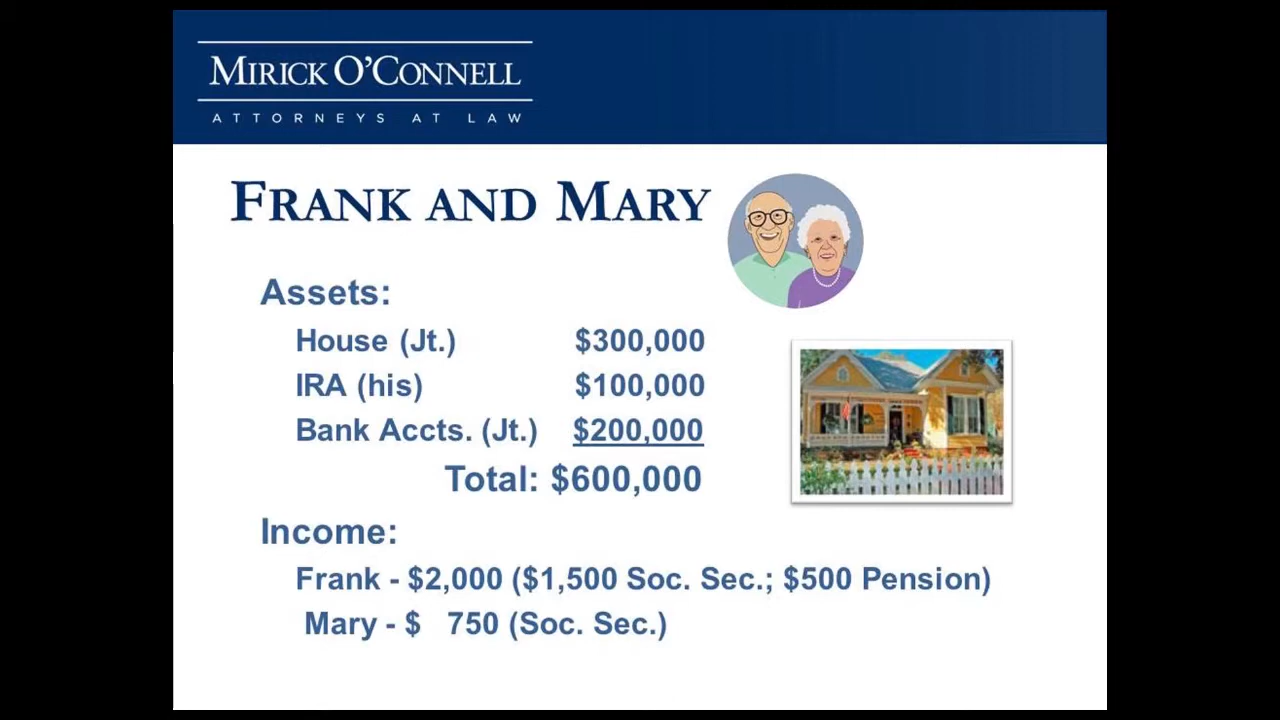 MIRICK O'CONNELL
ATTORNEYS AT LAW
FRANK AND MARY
Assets:
House (Jt.) $300,000
IRA (his) $100,000
Bank Accts. (Jt.) $200,000
Total: $600,000
Income:
Frank - $2,000 ($1,500 Soc. Sec.; $500 Pension)
Mary - $ 750 (Soc. Sec.)